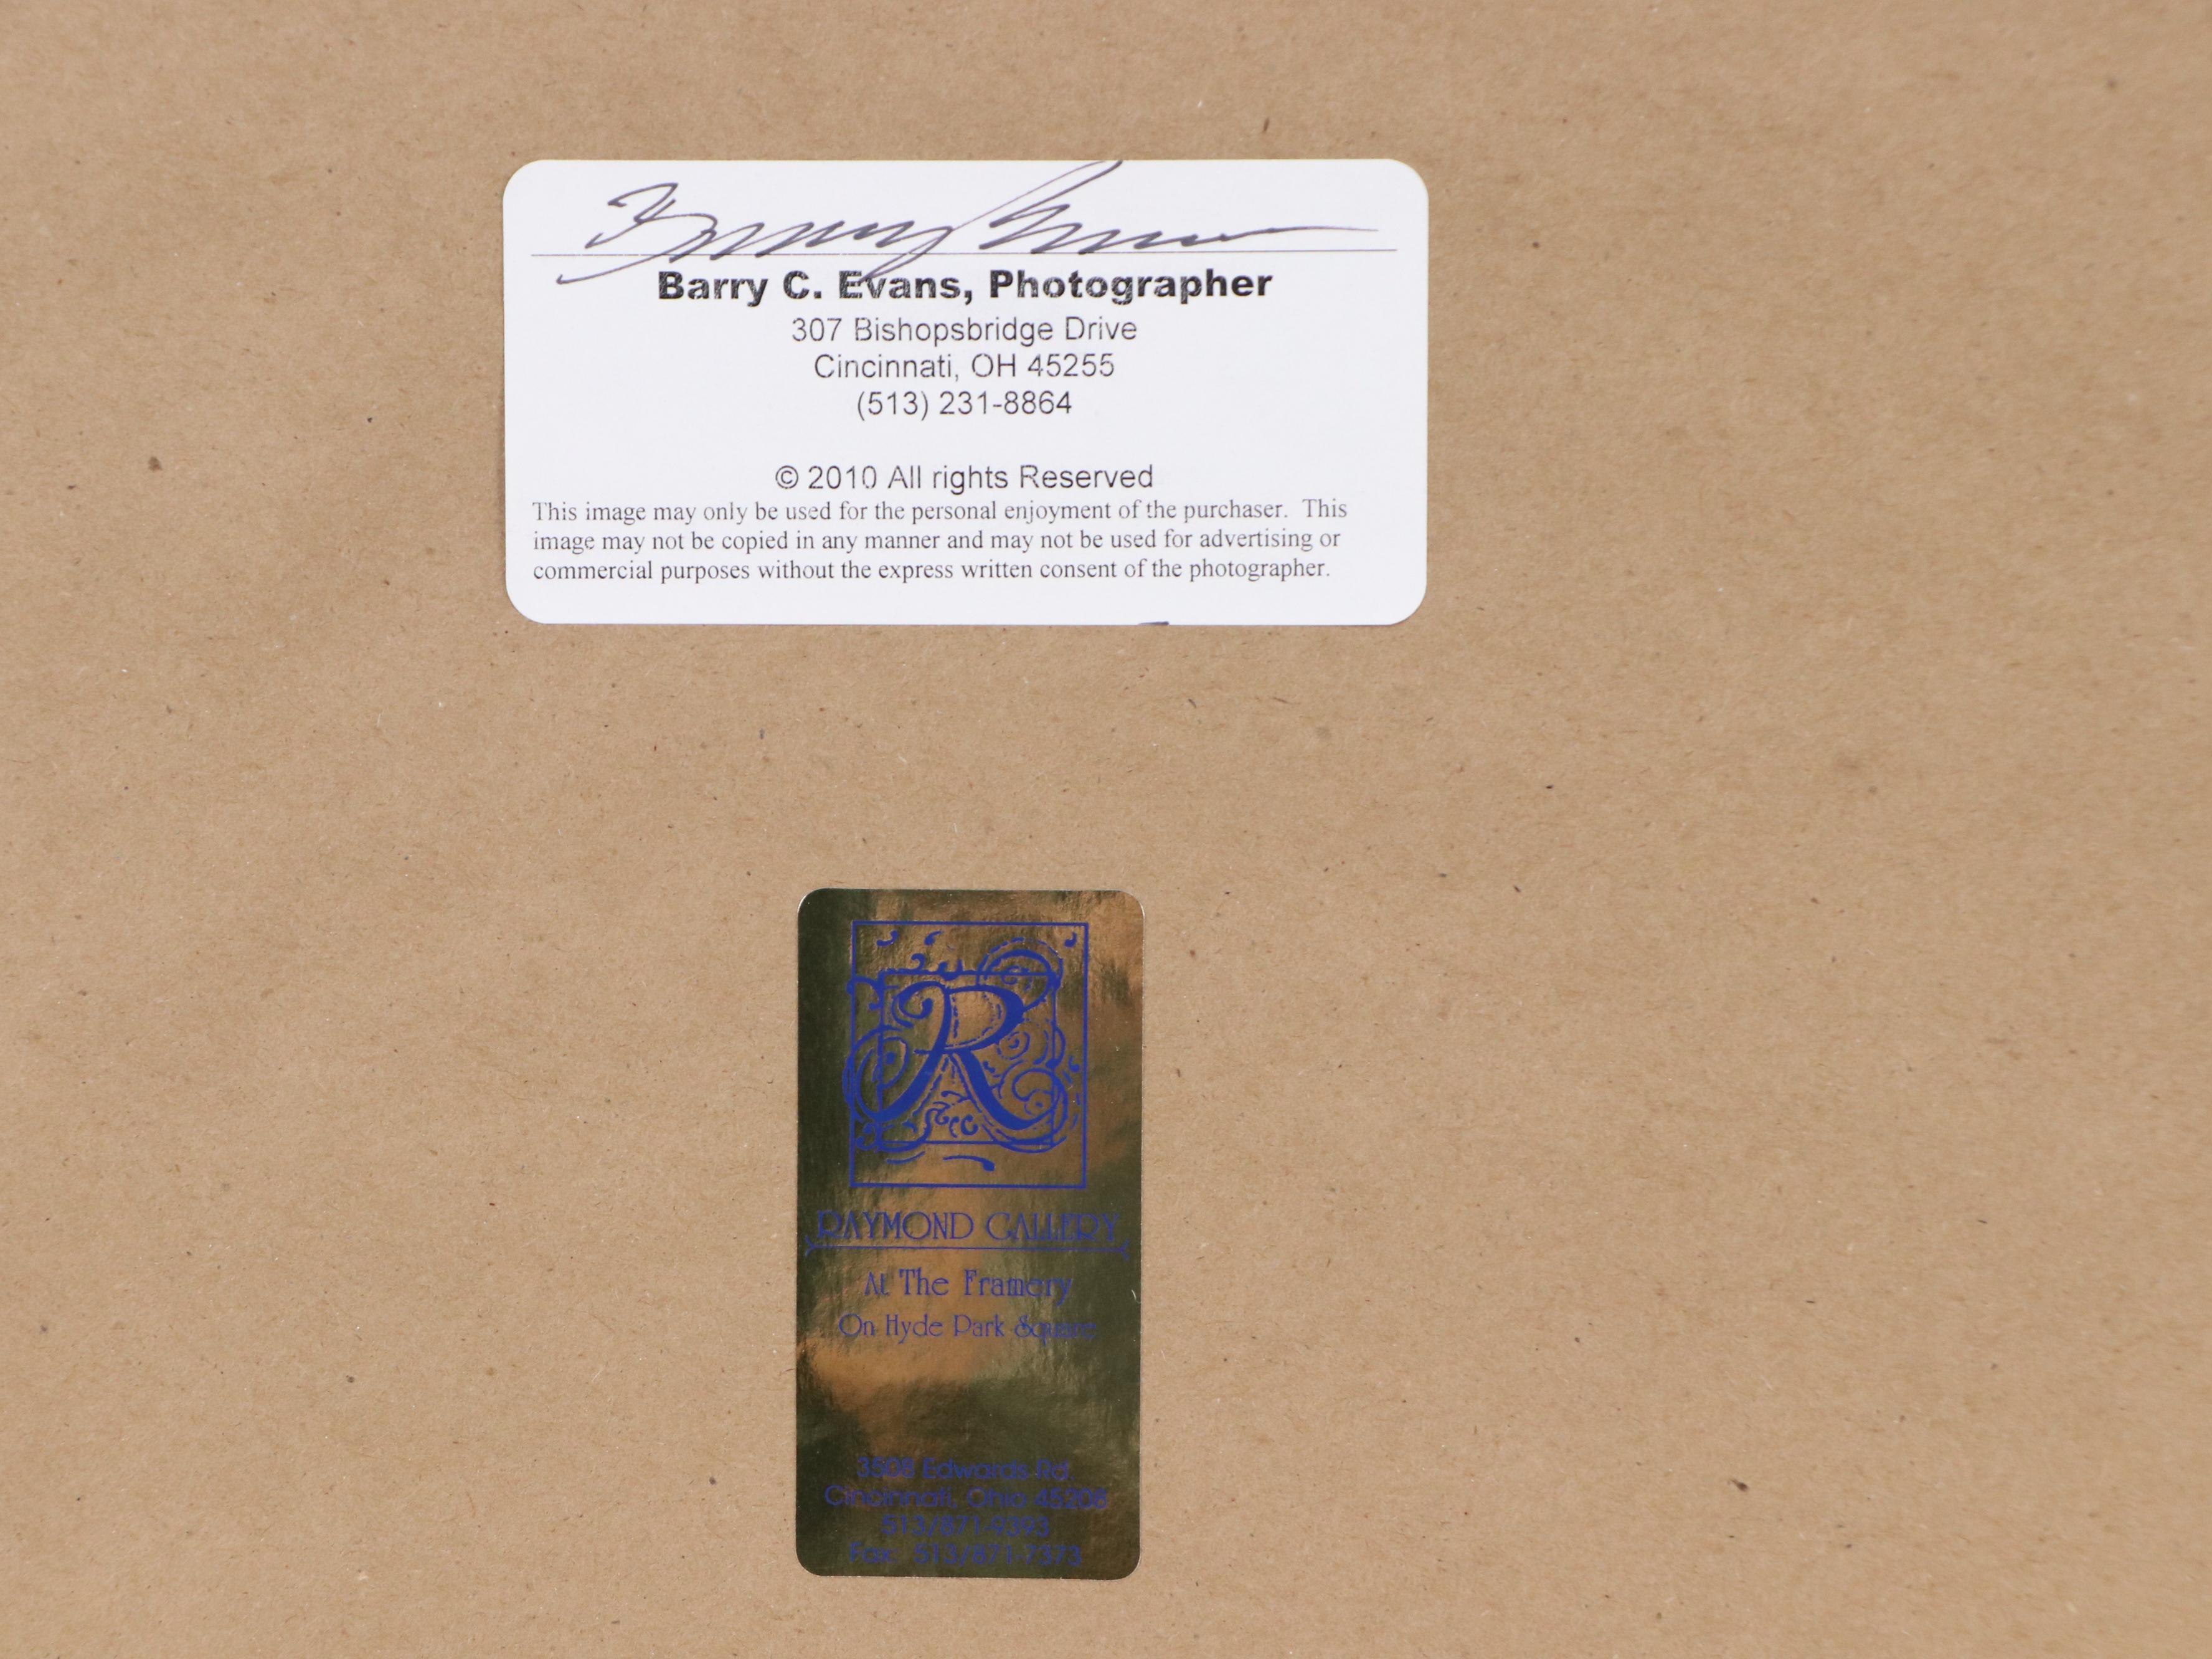 Barry C. Evans, Photographer
307 Bishopsbridge Drive
Cincinnati, OH 45255
(513) 231-8864
© 2010 All rights Reserved
This image may only be used for the personal enjoyment of the purchaser. This
image may not be copied in any manner and may not be used for advertising or
commercial purposes without the express written consent of the photographer.
R
RAYMOND GALLERY
At The Framery
On Hyde Park Square
3508 Edwards Rd.
Cincinnati, Ohio 45208
513/871-9393
Fax: 513/871-7373